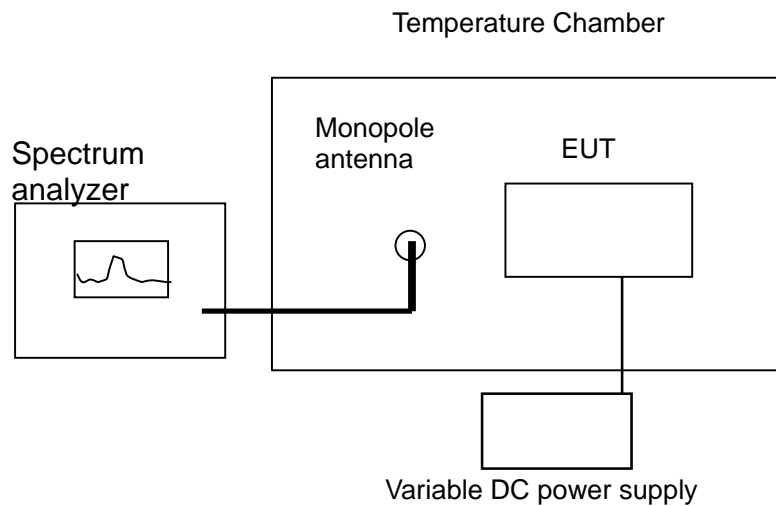 Temperature Chamber
Monopole
antenna
EUT
Spectrum
analyzer
Variable DC power supply